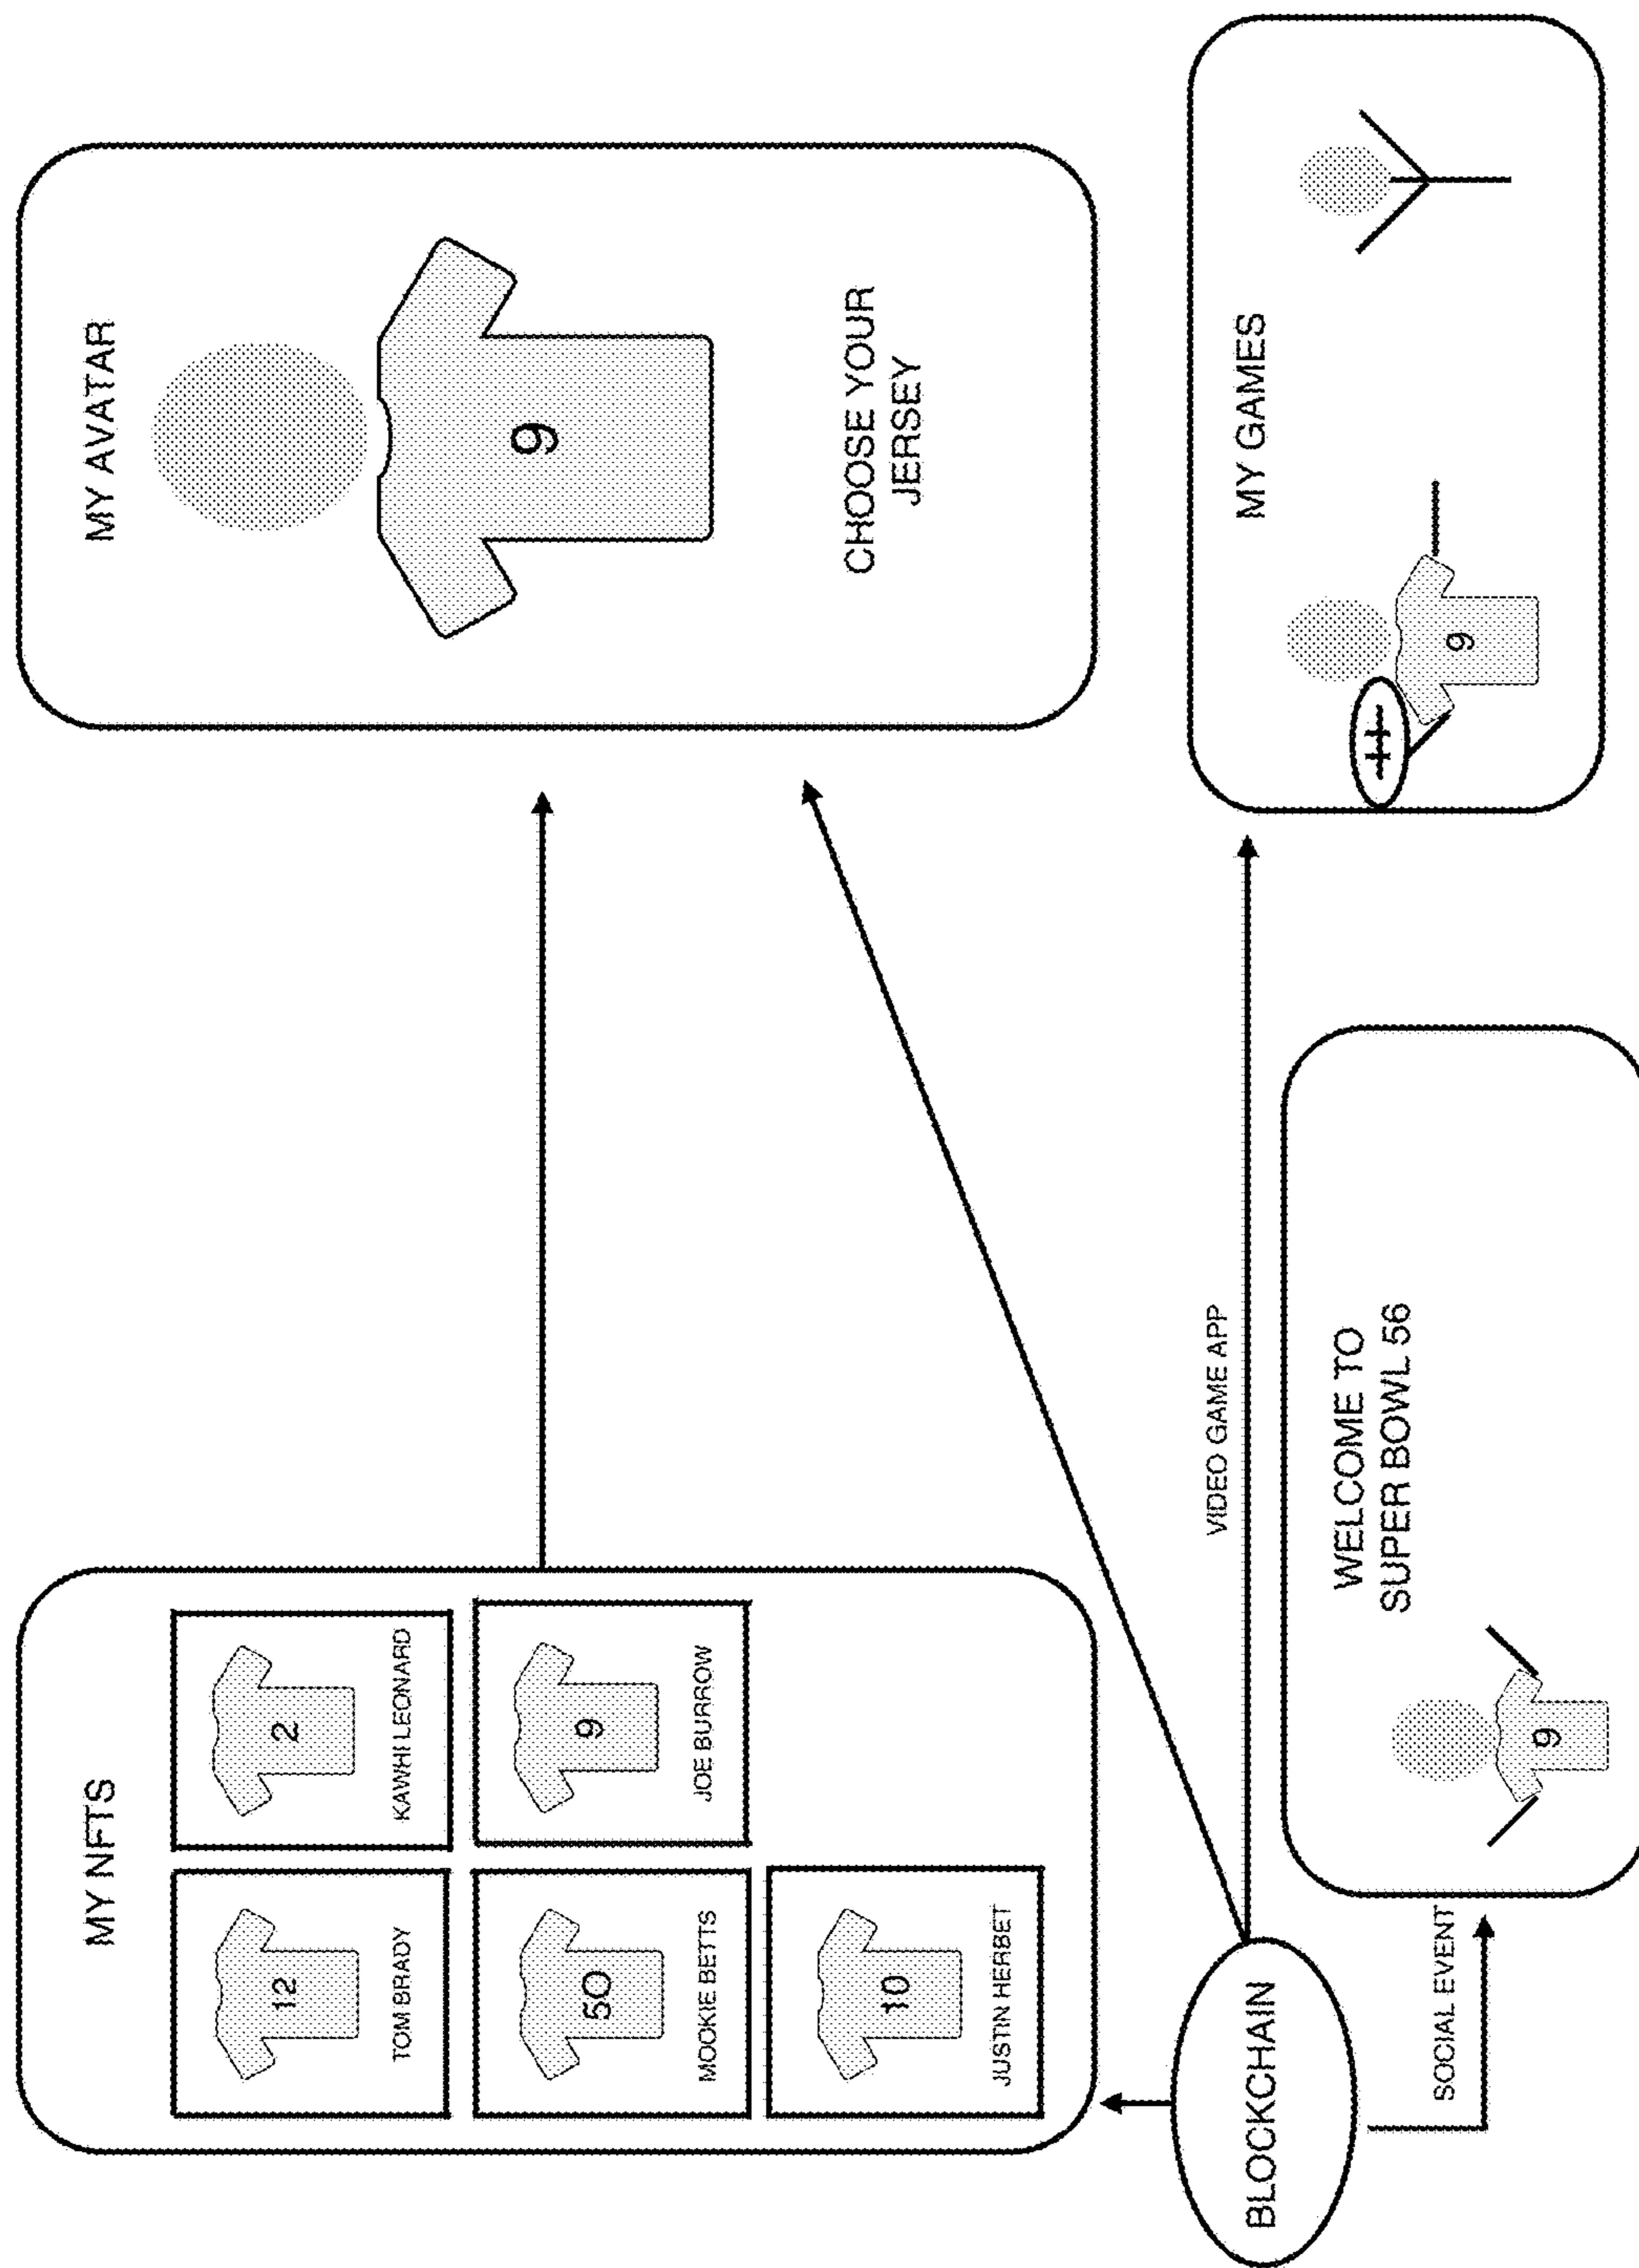 MY NFTS
12
TOM BRADY
2
KAWHI LEONARD
50
MOOKIE BETTS
9
JOE BURROW
10
JUSTIN HERBET
MY AVATAR
9
CHOOSE YOUR
JERSEY
BLOCKCHAIN
VIDEO GAME APP
SOCIAL EVENT
WELCOME TO
SUPER BOWL 56
9
MY GAMES
9